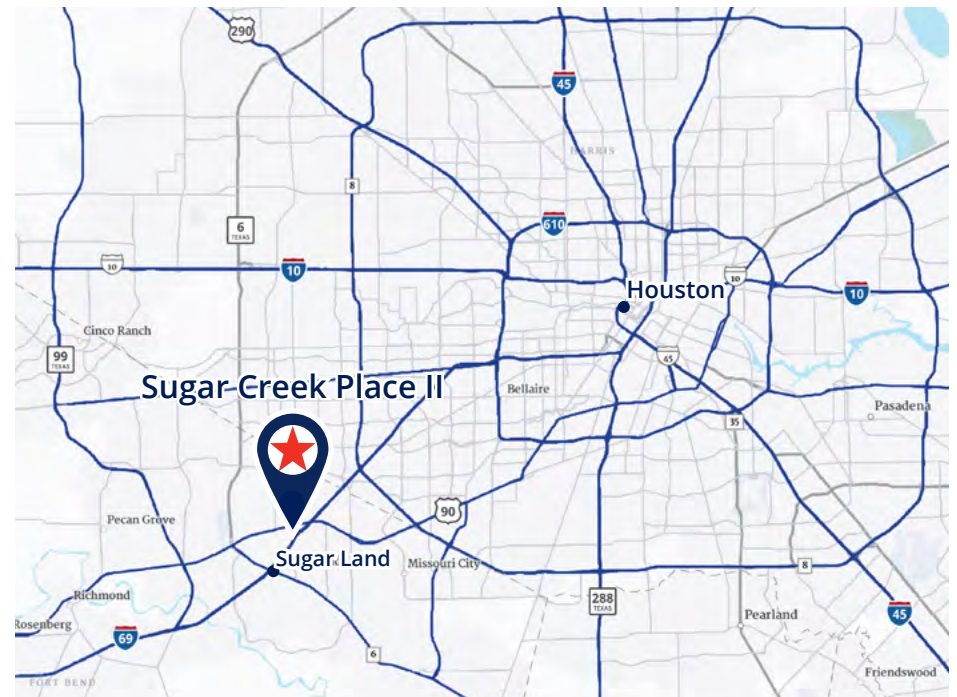 290
45
HARRIS
8
6
TEXAS
610
10
10
10
10
Houston
Cinco Ranch
99
TEXAS
45
Sugar Creek Place II
Bellaire
Pasadena
35
90
Pecan Grove
Sugar Land
Missouri City
8
Richmond
288
TEXAS
45
Pearland
Rosenberg
69
6
Friendswood
FORT BEND